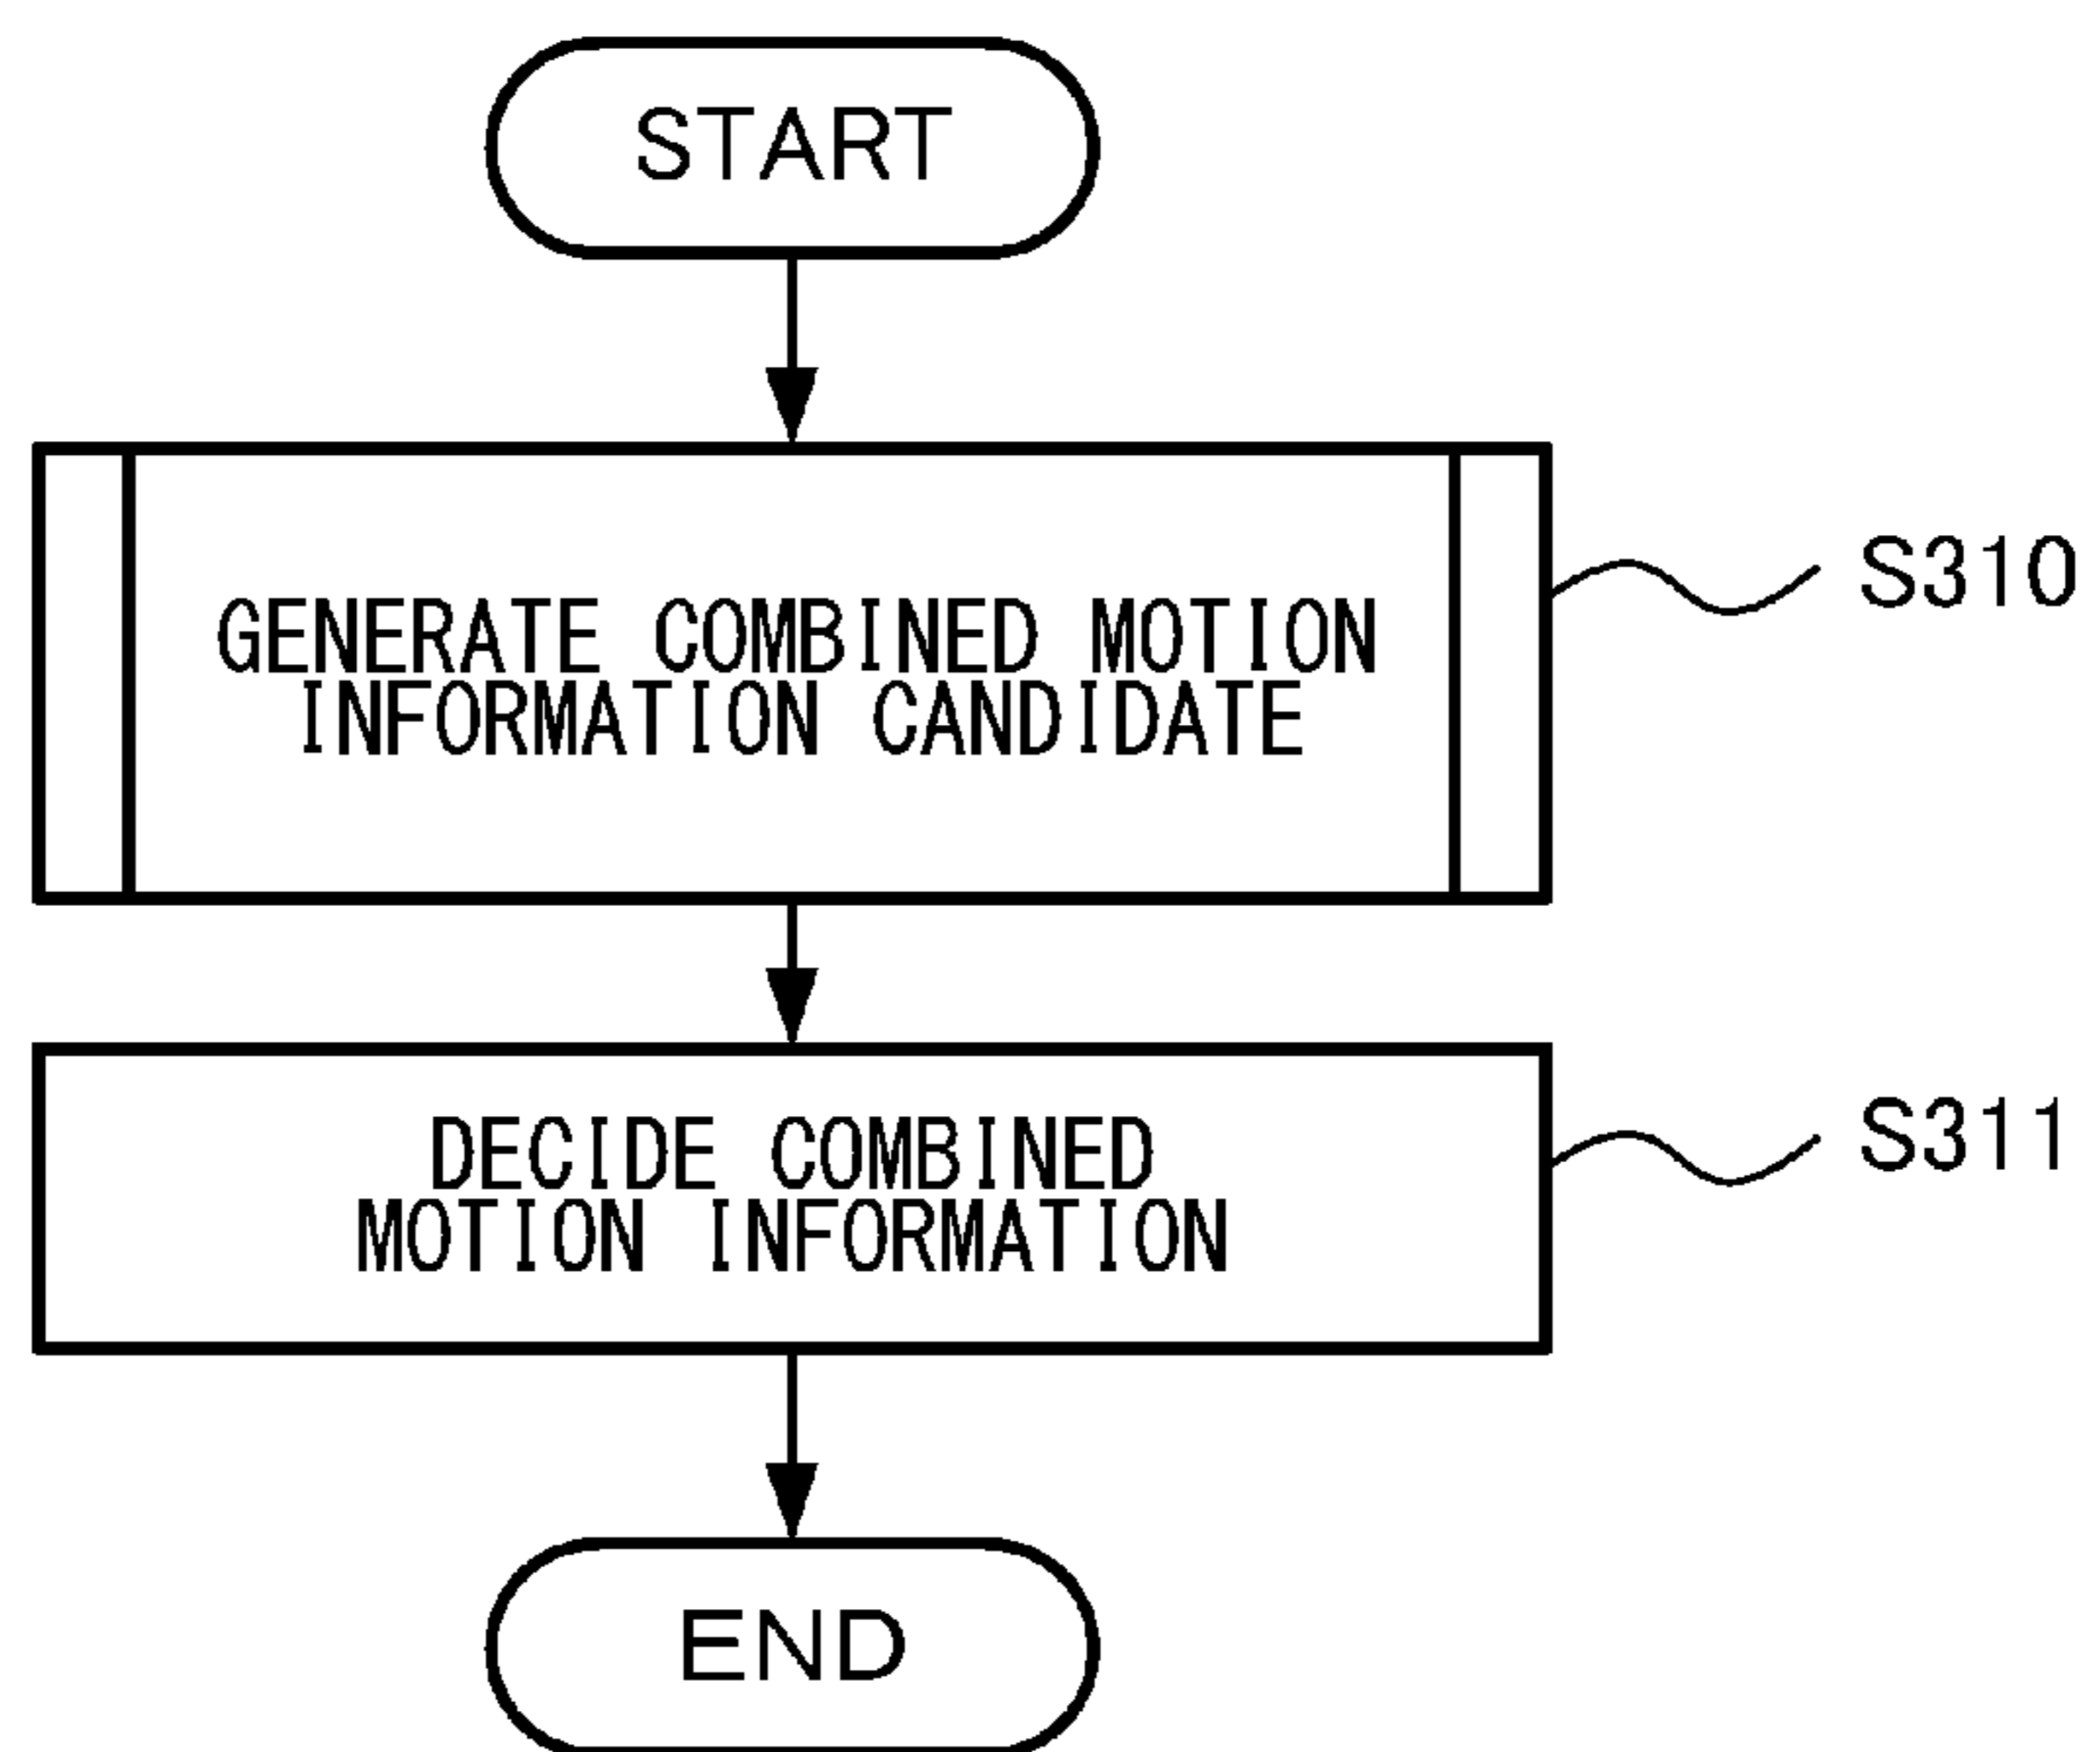 START
GENERATE COMBINED MOTION
INFORMATION CANDIDATE
S310
DECIDE COMBINED
MOTION INFORMATION
S311
END